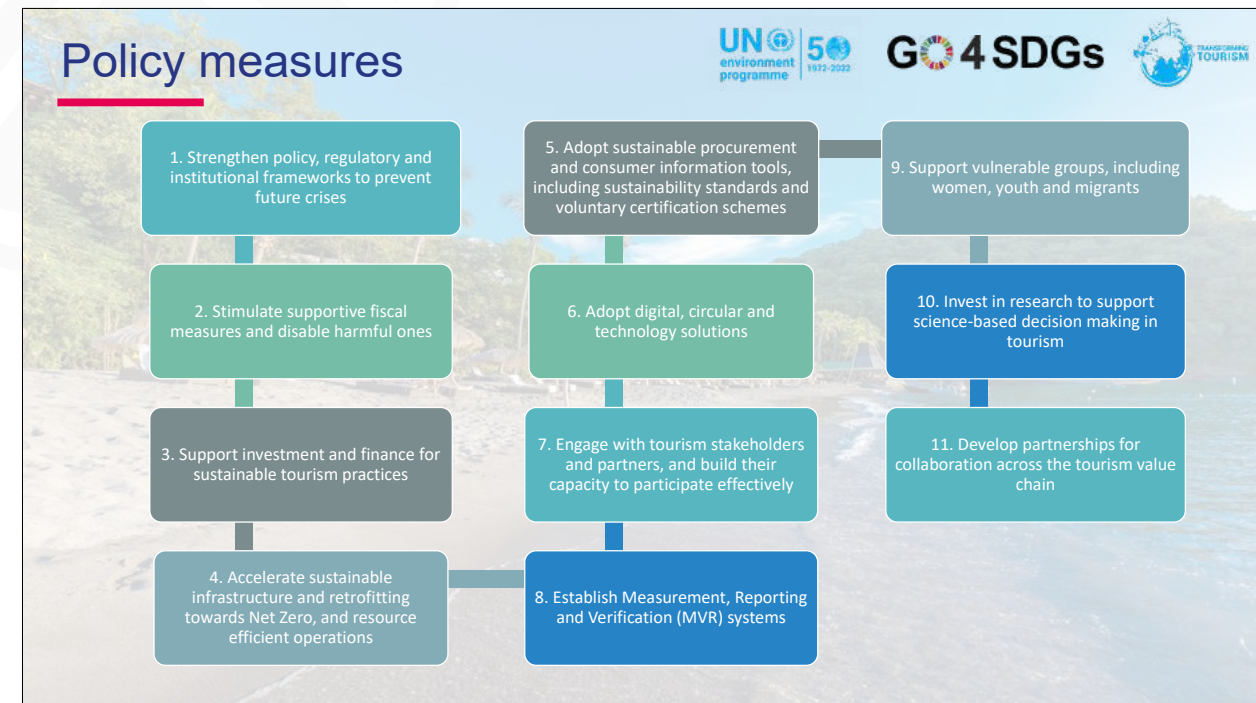 Policy measures
UN
environment
programme
50
1972-2022
GO4SDGs
TRANSFORMING
TOURISM
1. Strengthen policy, regulatory and
institutional frameworks to prevent
future crises
2. Stimulate supportive fiscal
measures and disable harmful ones
3. Support investment and finance for
sustainable tourism practices
4. Accelerate sustainable
infrastructure and retrofitting
towards Net Zero, and resource
efficient operations
5. Adopt sustainable procurement
and consumer information tools,
including sustainability standards and
voluntary certification schemes
6. Adopt digital, circular and
technology solutions
7. Engage with tourism stakeholders
and partners, and build their
capacity to participate effectively
8. Establish Measurement, Reporting
and Verification (MVR) systems
9. Support vulnerable groups, including
women, youth and migrants
10. Invest in research to support
science-based decision making in
tourism
11. Develop partnerships for
collaboration across the tourism value
chain